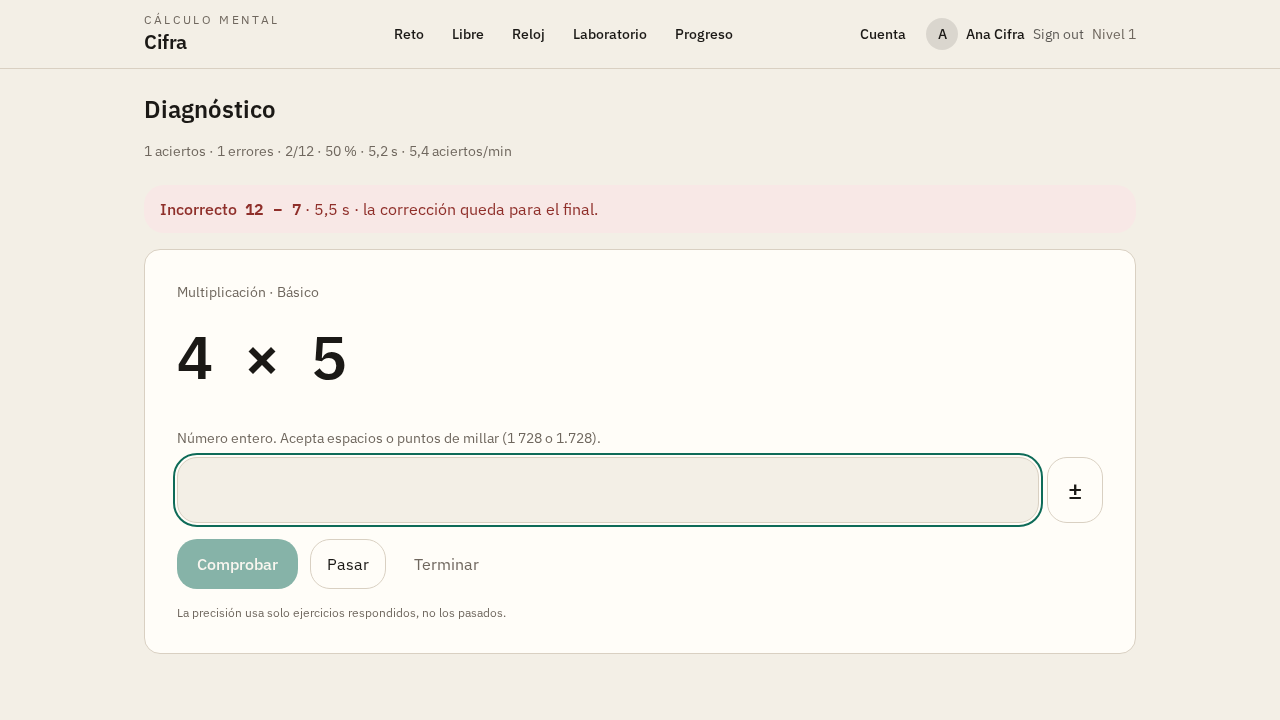 CÁLCULO MENTAL
Cifra
Reto Libre Reloj Laboratorio Progreso
Cuenta A Ana Cifra Sign out Nivel 1
Diagnóstico
1 aciertos · 1 errores · 2/12 · 50 % · 5,2 s · 5,4 aciertos/min
Incorrecto 12 − 7 · 5,5 s · la corrección queda para el final.
Multiplicación · Básico
4 × 5
Número entero. Acepta espacios o puntos de millar (1 728 o 1.728).
±
Comprobar Pasar Terminar
La precisión usa solo ejercicios respondidos, no los pasados.